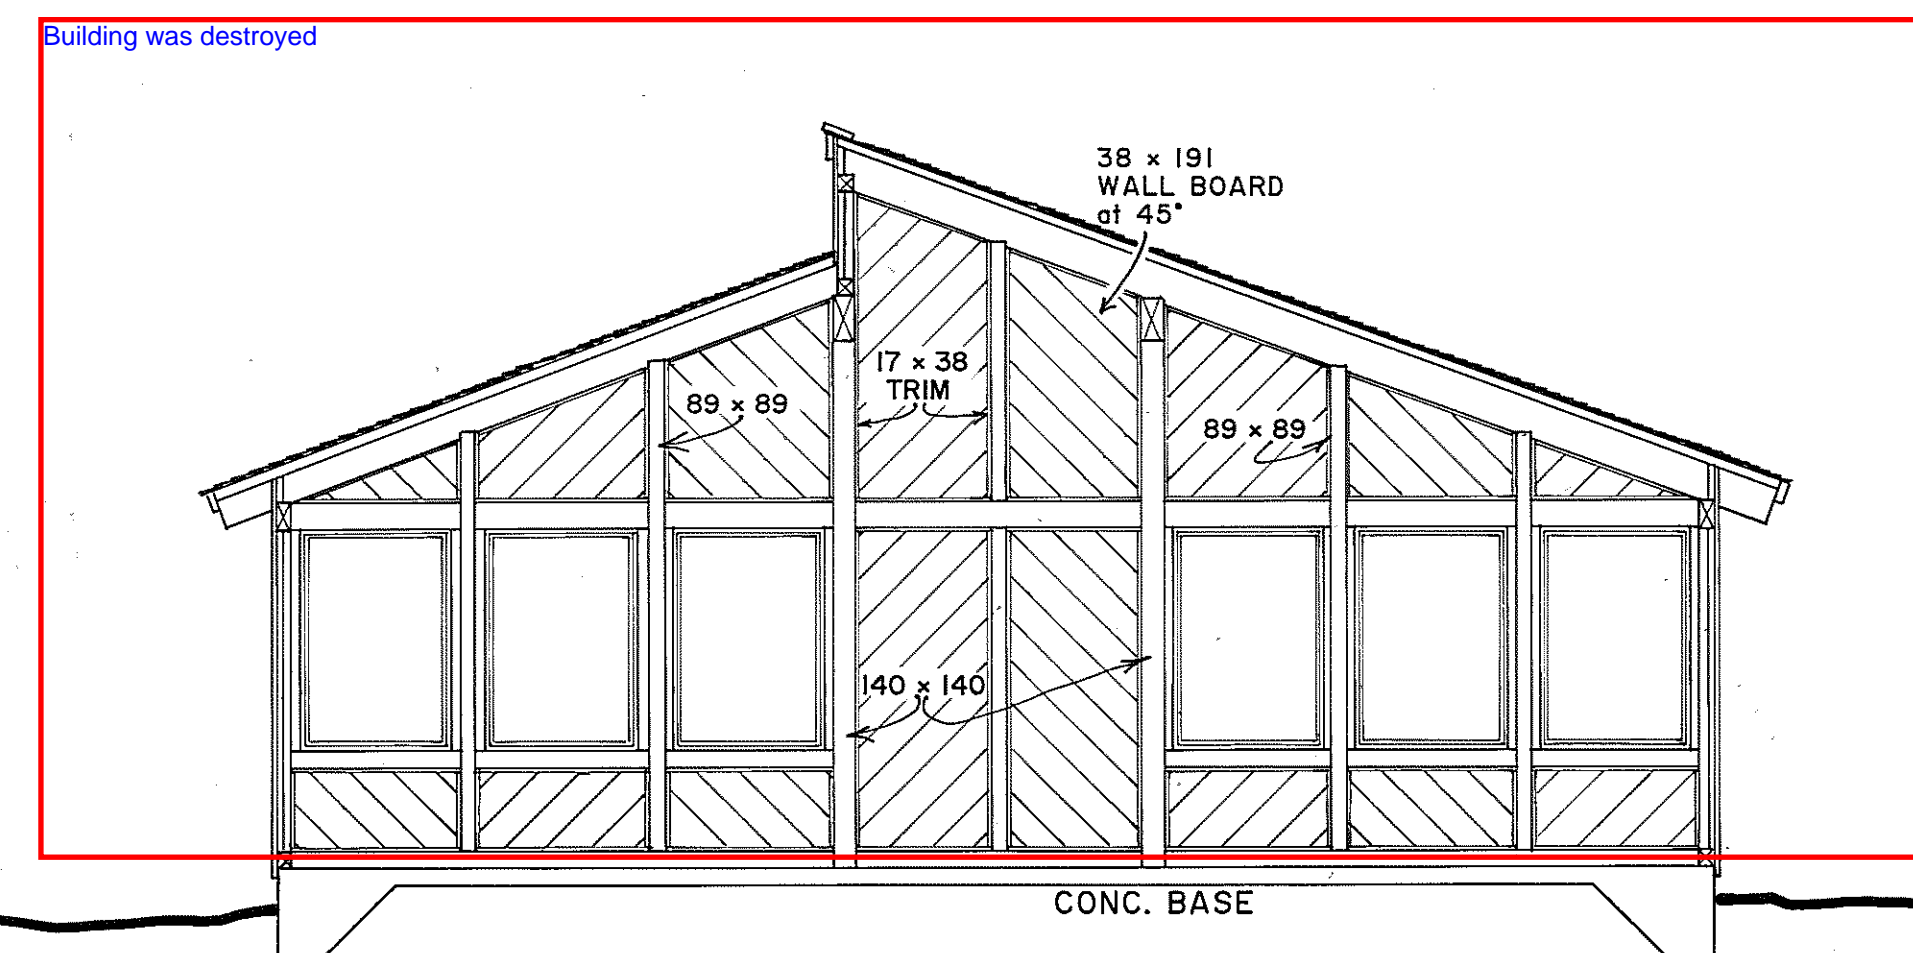 Building was destroyed
38 × 191
WALL BOARD
at 45°
17 × 38
TRIM
89 × 89
89 × 89
140 × 140
CONC. BASE